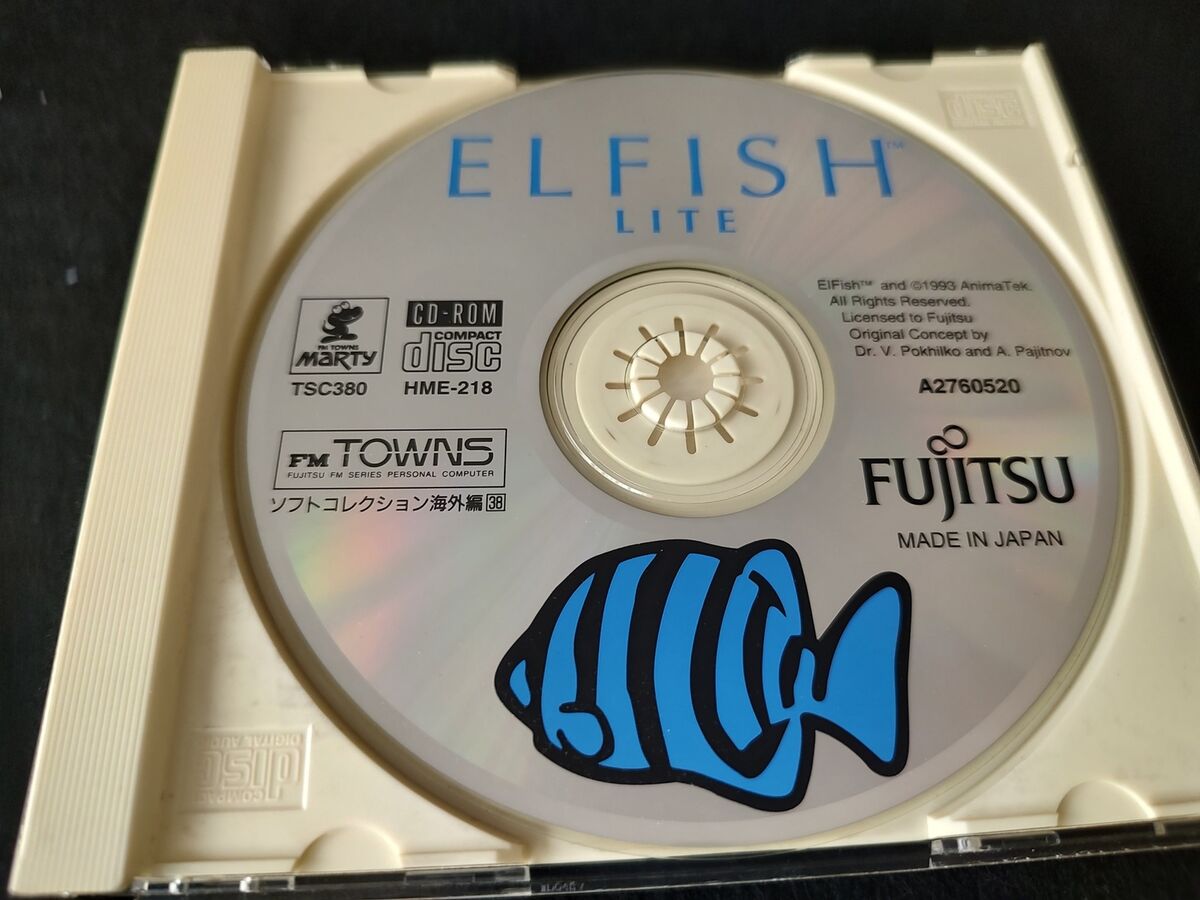 ELFISH™
LITE
FM TOWNS
MARTY
TSC380
CD-ROM
COMPACT
disc
HME-218
FM TOWNS
FUJITSU FM SERIES PERSONAL COMPUTER
ソフトコレクション海外編38
ElFish™ and ©1993 AnimaTek.
All Rights Reserved.
Licensed to Fujitsu
Original Concept by
Dr. V. Pokhilko and A. Pajitnov
A2760520
FUJITSU
MADE IN JAPAN
disc
COMPACT
disc
DIGITAL AUDIO